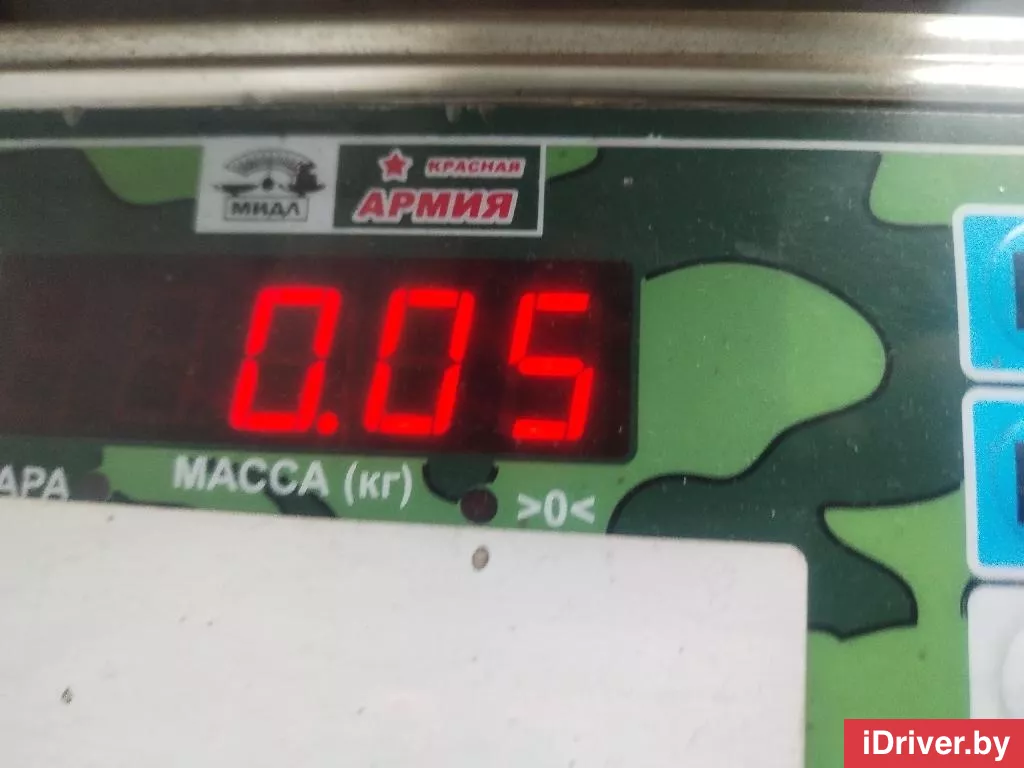 МИДЛ
КРАСНАЯ
АРМИЯ
0.05
АРА МАССА (кг) >0<
iDriver.by